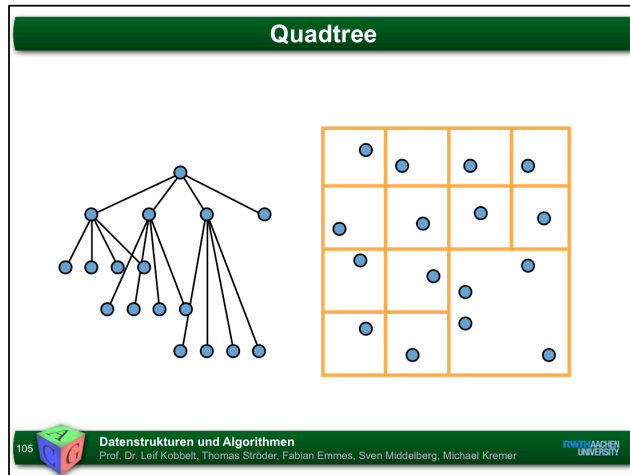 Quadtree
105
A
C
G
Datenstrukturen und Algorithmen
Prof. Dr. Leif Kobbelt, Thomas Ströder, Fabian Emmes, Sven Middelberg, Michael Kremer
RWTHAACHEN
UNIVERSITY